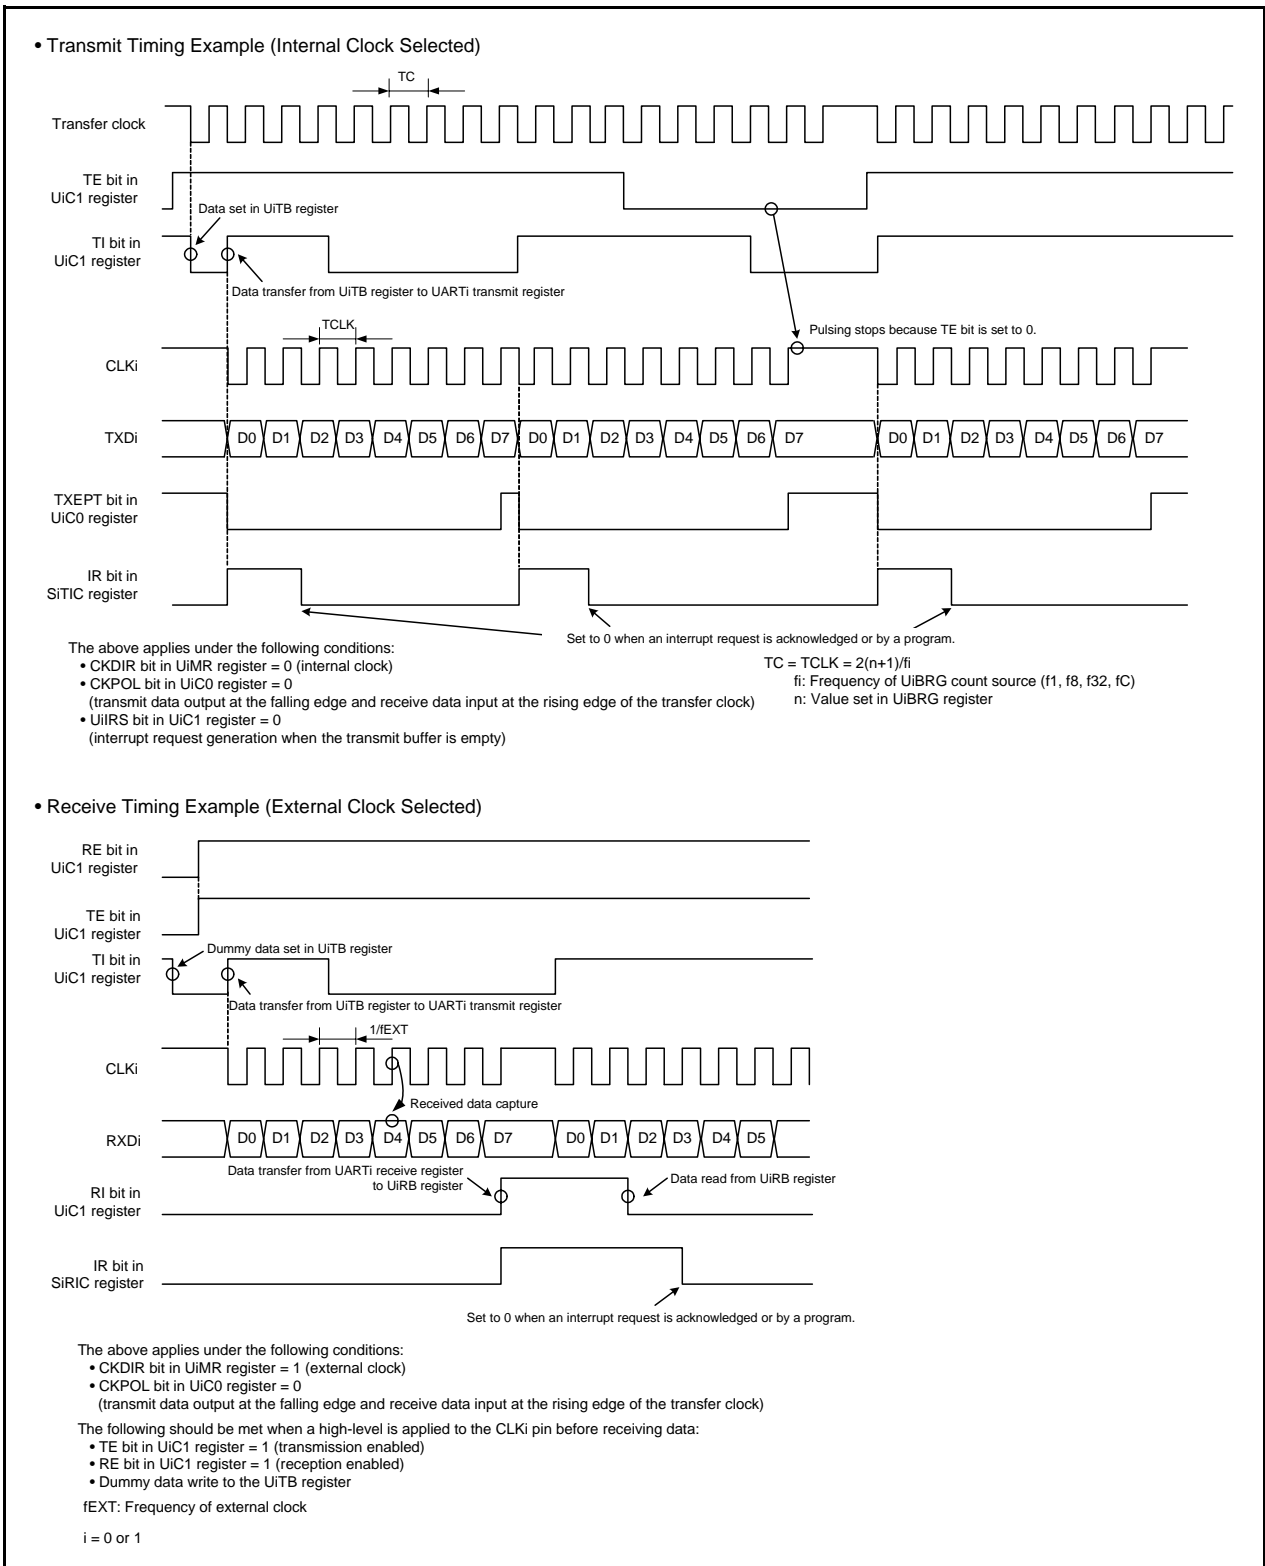 • Transmit Timing Example (Internal Clock Selected)
TC
Transfer clock
TE bit in
UiC1 register
Data set in UiTB register
TI bit in
UiC1 register
Data transfer from UiTB register to UARTi transmit register
TCLK
Pulsing stops because TE bit is set to 0.
CLKi
TXDi
D0 D1 D2 D3 D4 D5 D6 D7 D0 D1 D2 D3 D4 D5 D6 D7 D0 D1 D2 D3 D4 D5 D6 D7
TXEPT bit in
UiC0 register
IR bit in
SiTIC register
Set to 0 when an interrupt request is acknowledged or by a program.
The above applies under the following conditions:
• CKDIR bit in UiMR register = 0 (internal clock)
• CKPOL bit in UiC0 register = 0
(transmit data output at the falling edge and receive data input at the rising edge of the transfer clock)
• UiIRS bit in UiC1 register = 0
(interrupt request generation when the transmit buffer is empty)
TC = TCLK = 2(n+1)/fi
fi: Frequency of UiBRG count source (f1, f8, f32, fC)
n: Value set in UiBRG register
• Receive Timing Example (External Clock Selected)
RE bit in
UiC1 register
TE bit in
UiC1 register
Dummy data set in UiTB register
TI bit in
UiC1 register
Data transfer from UiTB register to UARTi transmit register
1/fEXT
CLKi
Received data capture
RXDi
D0 D1 D2 D3 D4 D5 D6 D7 D0 D1 D2 D3 D4 D5
Data transfer from UARTi receive register
to UiRB register
Data read from UiRB register
RI bit in
UiC1 register
IR bit in
SiRIC register
Set to 0 when an interrupt request is acknowledged or by a program.
The above applies under the following conditions:
• CKDIR bit in UiMR register = 1 (external clock)
• CKPOL bit in UiC0 register = 0
(transmit data output at the falling edge and receive data input at the rising edge of the transfer clock)
The following should be met when a high-level is applied to the CLKi pin before receiving data:
• TE bit in UiC1 register = 1 (transmission enabled)
• RE bit in UiC1 register = 1 (reception enabled)
• Dummy data write to the UiTB register
fEXT: Frequency of external clock
i = 0 or 1